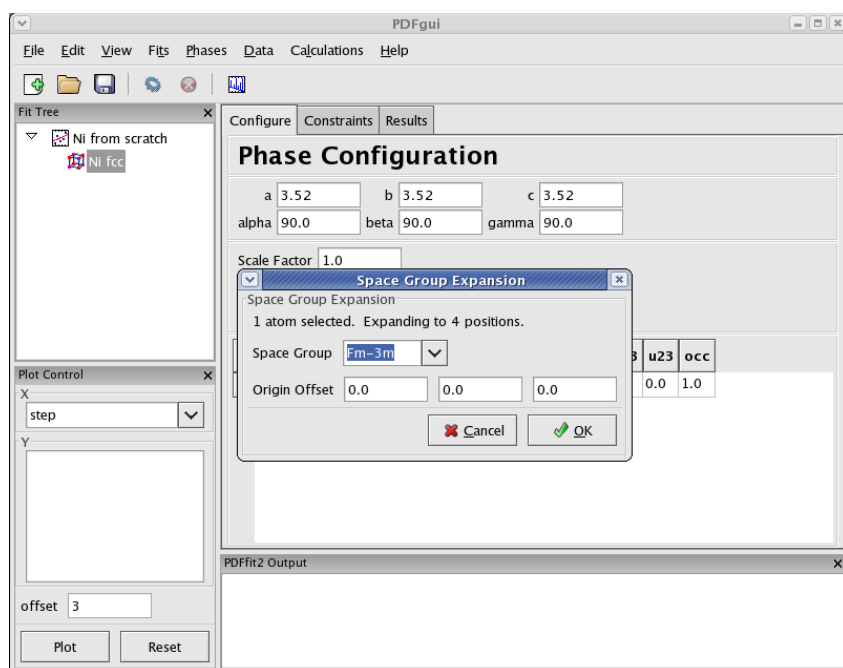 PDFgui
File Edit View Fits Phases Data Calculations Help
Fit Tree
Ni from scratch
Ni fcc
Configure Constraints Results
Phase Configuration
a 3.52 b 3.52 c 3.52
alpha 90.0 beta 90.0 gamma 90.0
Scale Factor 1.0
Space Group Expansion
Space Group Expansion
1 atom selected. Expanding to 4 positions.
Space Group Fm-3m
Origin Offset 0.0 0.0 0.0
Cancel OK
3 u23 occ
0.0 1.0
Plot Control
X
step
Y
offset 3
Plot Reset
PDFfit2 Output